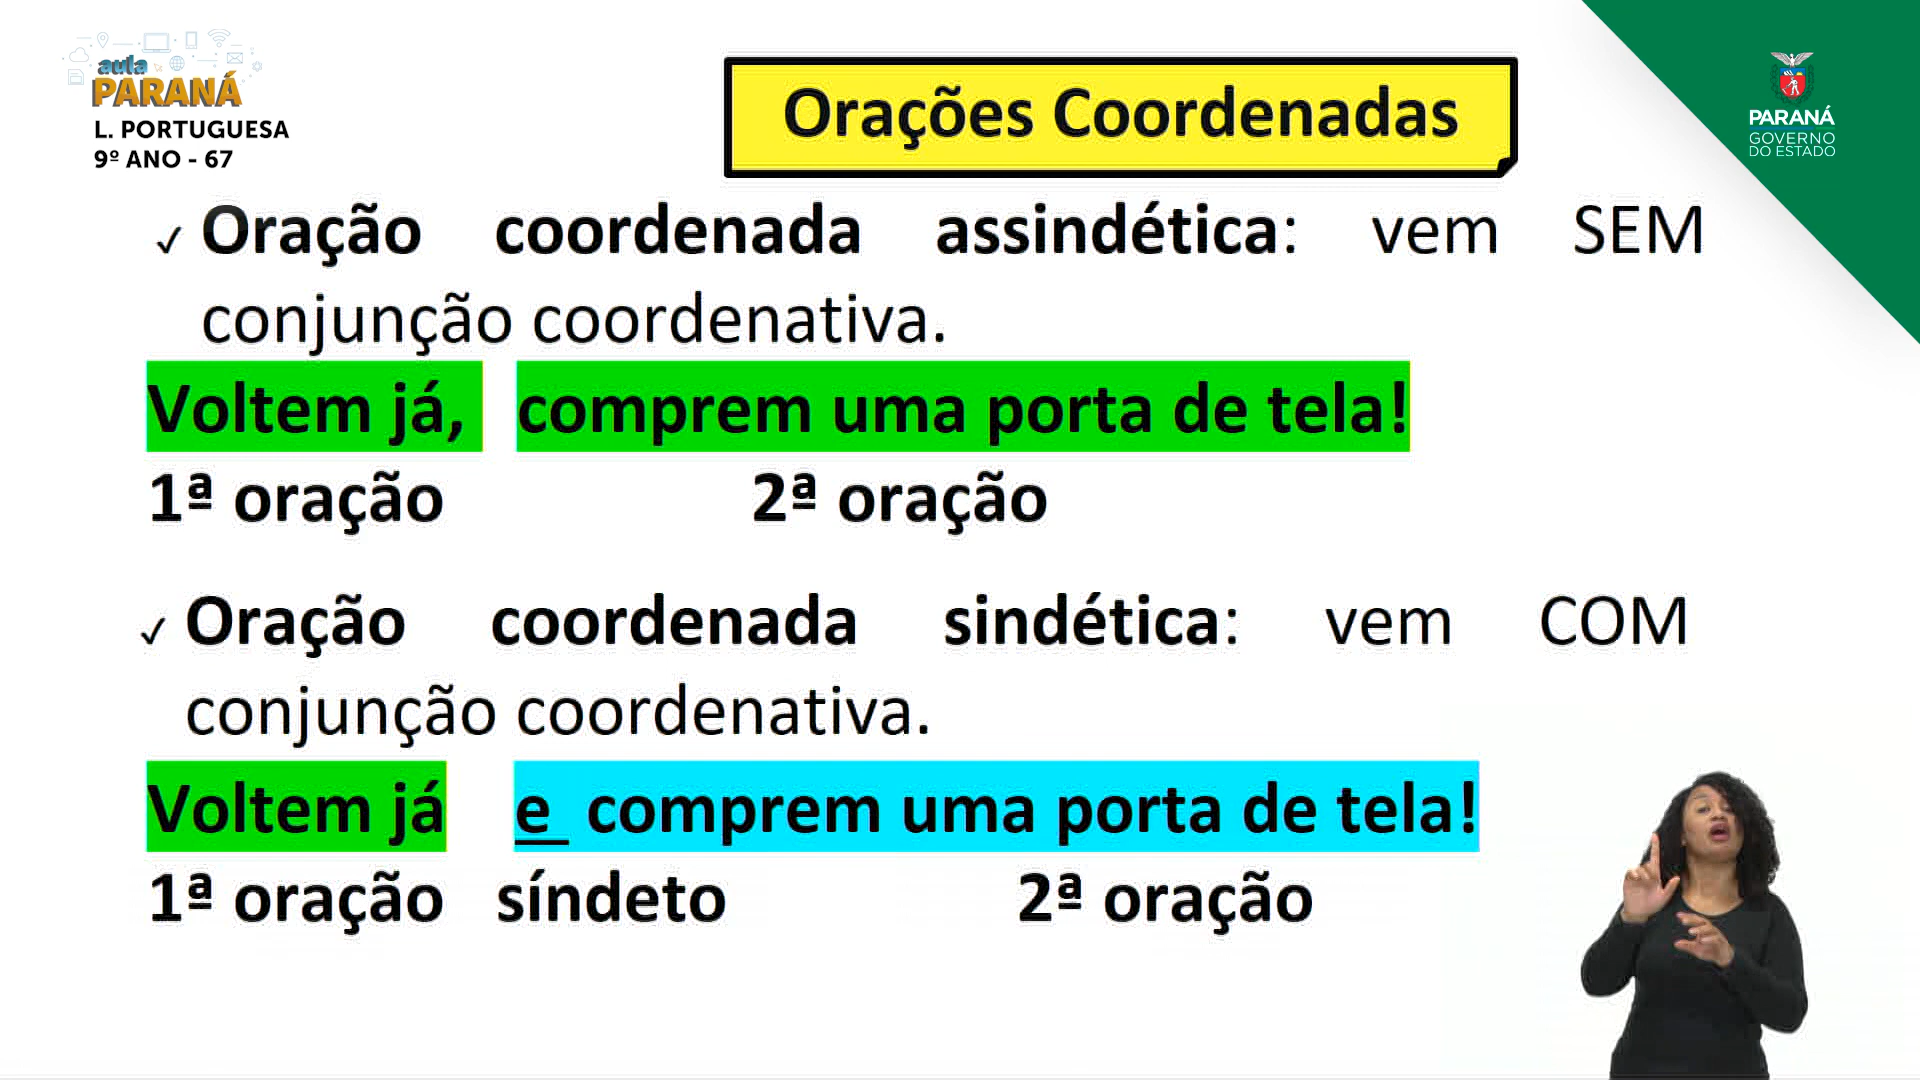 aula
PARANÁ
L. PORTUGUESA
9º ANO - 67
Orações Coordenadas
PARANÁ
GOVERNO
DO ESTADO
✓ Oração coordenada assindética: vem SEM
conjunção coordenativa.
Voltem já, comprem uma porta de tela!
1ª oração 2ª oração
✓ Oração coordenada sindética: vem COM
conjunção coordenativa.
Voltem já e comprem uma porta de tela!
1ª oração síndeto 2ª oração